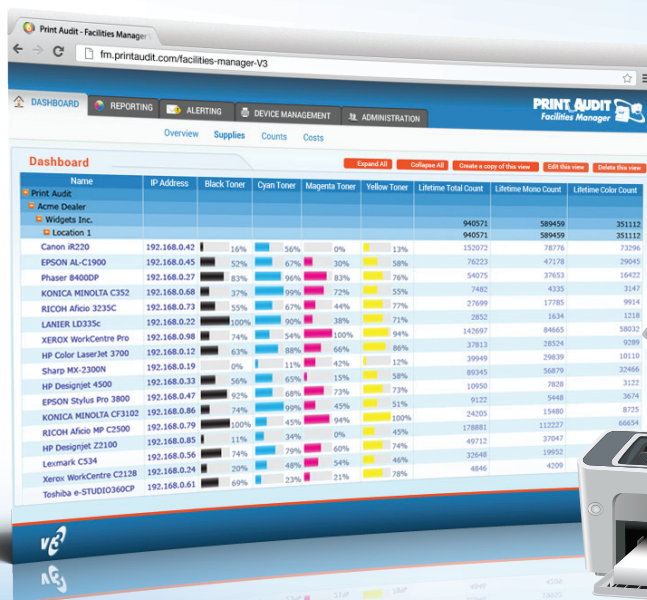 Print Audit - Facilities Manager
fm.printaudit.com/facilities-manager-V3
DASHBOARD REPORTING ALERTING DEVICE MANAGEMENT ADMINISTRATION PRINT AUDIT
Facilities Manager
Overview Supplies Counts Costs
Dashboard Expand All Collapse All Create a copy of this view Edit this view Delete this view
Name IP Address Black Toner Cyan Toner Magenta Toner Yellow Toner Lifetime Total Count Lifetime Mono Count Lifetime Color Count
Print Audit
Acme Dealer
Widgets Inc. 940571 589459 351112
Location 1 940571 589459 351112
Canon iR220 192.168.0.42 16% 56% 0% 13% 152072 78776 73296
EPSON AL-C1900 192.168.0.45 52% 67% 30% 58% 76223 47178 29045
Phaser 8400DP 192.168.0.27 83% 96% 83% 76% 54075 37653 16422
KONICA MINOLTA C352 192.168.0.68 37% 99% 72% 55% 7482 4335 3147
RICOH Aficio 3235C 192.168.0.73 55% 67% 44% 77% 27699 17785 9914
LANIER LD335c 192.168.0.22 100% 90% 38% 71% 2852 1634 1218
XEROX WorkCentre Pro 192.168.0.98 74% 54% 100% 94% 142697 84665 58032
HP Color LaserJet 3700 192.168.0.12 63% 88% 66% 86% 37813 28524 9289
Sharp MX-2300N 192.168.0.19 0% 11% 42% 12% 39949 29839 10110
HP Designjet 4500 192.168.0.33 56% 65% 15% 58% 89345 56879 32466
EPSON Stylus Pro 3800 192.168.0.47 92% 68% 73% 73% 10950 7828 3122
KONICA MINOLTA CF3102 192.168.0.86 74% 99% 45% 51% 9122 5448 3674
RICOH Aficio MP C2500 192.168.0.79 100% 45% 94% 100% 24205 15480 8725
HP Designjet Z2100 192.168.0.85 11% 34% 0% 45% 178881 112227 66654
Lexmark C534 192.168.0.56 74% 79% 60% 74% 49712 37047
Xerox WorkCentre C2128 192.168.0.24 20% 48% 54% 46% 32648 19952
Toshiba e-STUDIO360CP 192.168.0.61 69% 23% 21% 78% 4846 4209
v3